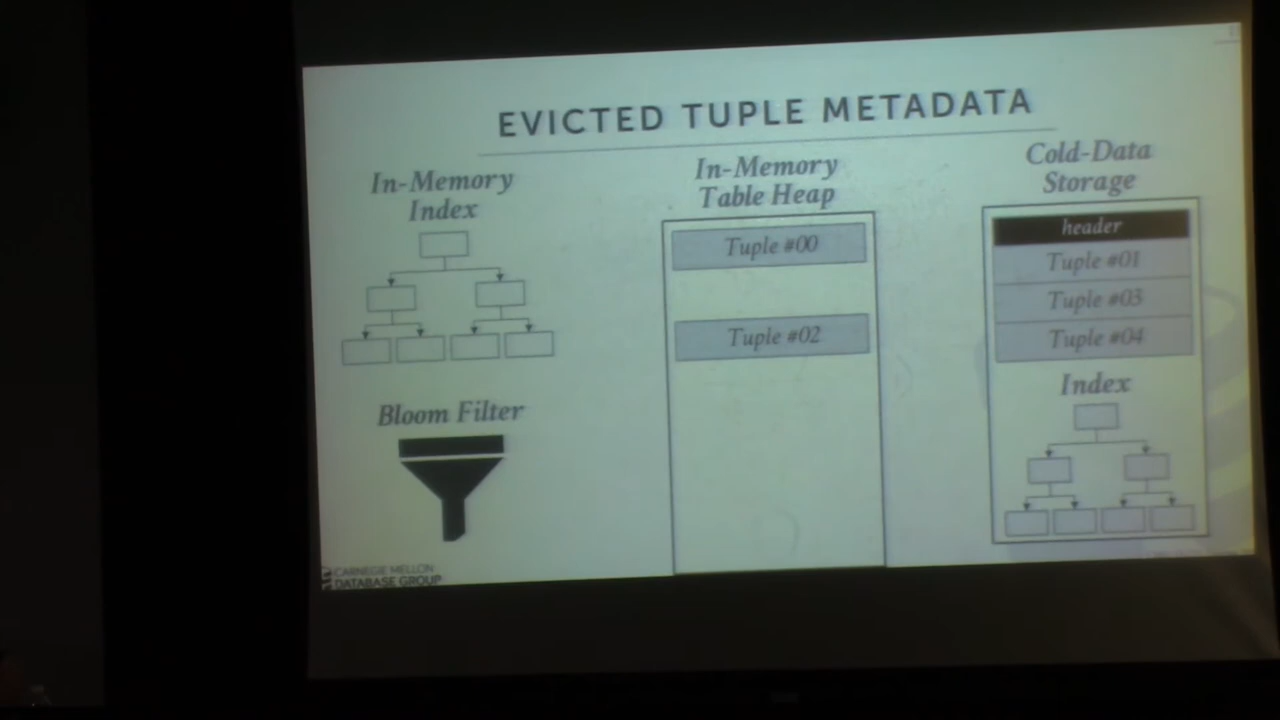 EVICTED TUPLE METADATA
In-Memory
Index
Bloom Filter
In-Memory
Table Heap
Tuple #00
Tuple #02
Cold-Data
Storage
header
Tuple #01
Tuple #03
Tuple #04
Index
CARNEGIE MELLON
DATABASE GROUP